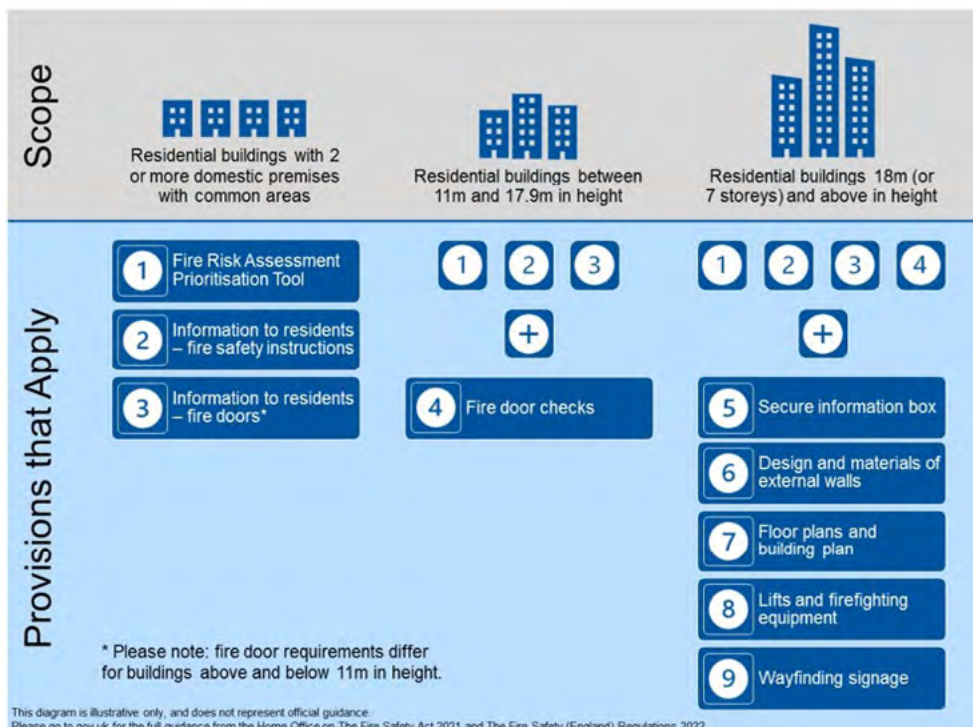 Scope
Residential buildings with 2
or more domestic premises
with common areas
Residential buildings between
11m and 17.9m in height
Residential buildings 18m (or
7 storeys) and above in height
Provisions that Apply
1 Fire Risk Assessment
Prioritisation Tool
2 Information to residents
– fire safety instructions
3 Information to residents
– fire doors*
1 2 3
+
4 Fire door checks
1 2 3 4
+
5 Secure information box
6 Design and materials of
external walls
7 Floor plans and
building plan
8 Lifts and firefighting
equipment
9 Wayfinding signage
* Please note: fire door requirements differ
for buildings above and below 11m in height.
This diagram is illustrative only, and does not represent official guidance.
Please go to gov.uk for the full guidance from the Home Office on The Fire Safety Act 2021 and The Fire Safety (England) Regulations 2022